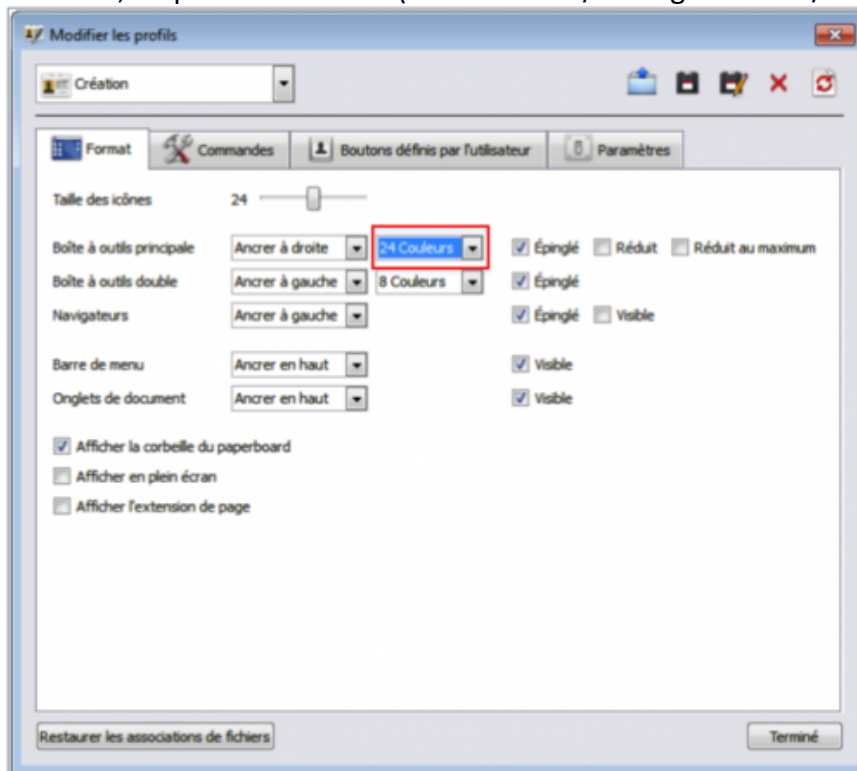 Modifier les profils
Création
Format Commandes Boutons définis par l'utilisateur Paramètres
Taille des icônes 24
Boîte à outils principale Ancrer à droite 24 Couleurs Épinglé Réduit Réduit au maximum
Boîte à outils double Ancrer à gauche 8 Couleurs Épinglé
Navigateurs Ancrer à gauche Épinglé Visible
Barre de menu Ancrer en haut Visible
Onglets de document Ancrer en haut Visible
Afficher la corbeille du paperboard
Afficher en plein écran
Afficher l'extension de page
Restaurer les associations de fichiers Terminé